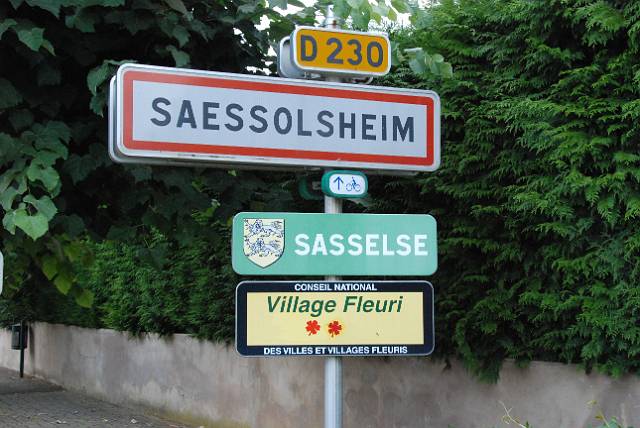 D 230
SAESSOLSHEIM
SASSELSE
CONSEIL NATIONAL
Village Fleuri
DES VILLES ET VILLAGES FLEURIS